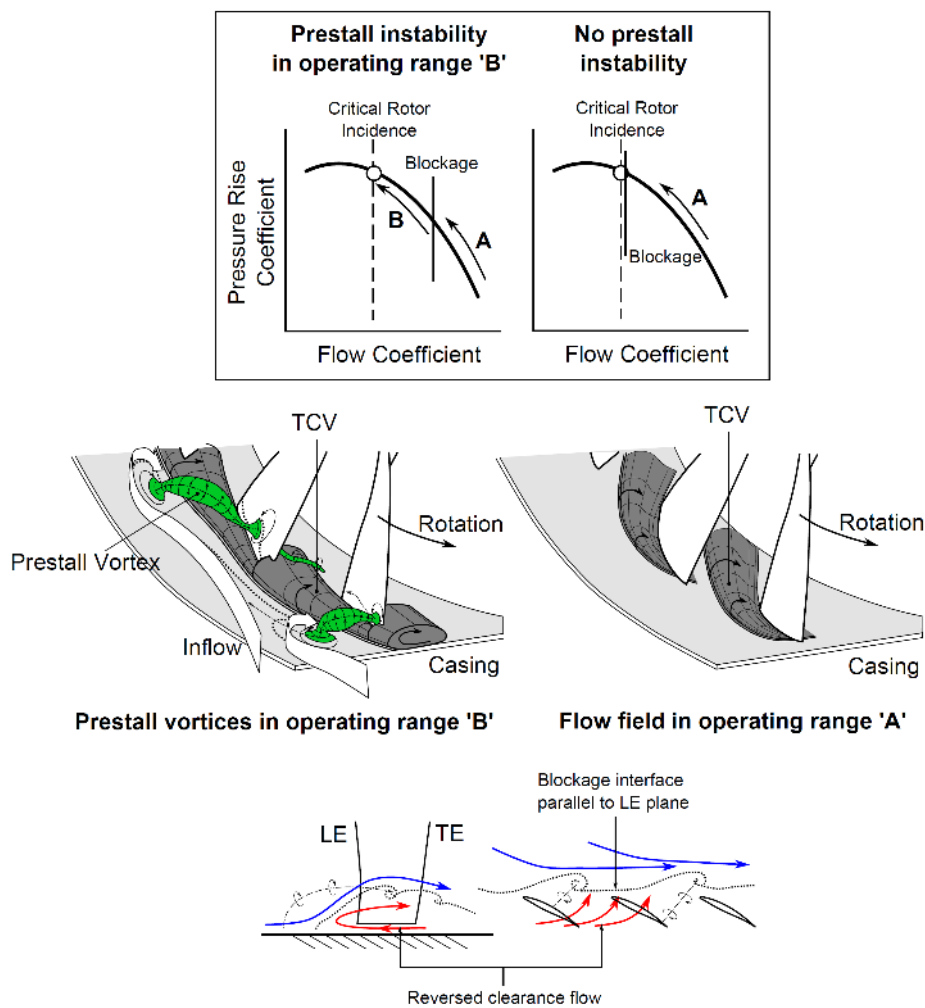 Prestall instability
in operating range 'B'
No prestall
instability
Critical Rotor
Incidence
Blockage
B
A
Pressure Rise
Coefficient
Flow Coefficient
Critical Rotor
Incidence
A
Blockage
Flow Coefficient
TCV
Rotation
Prestall Vortex
Inflow
Casing
Prestall vortices in operating range 'B'
TCV
Rotation
Casing
Flow field in operating range 'A'
Blockage interface
parallel to LE plane
LE
TE
Reversed clearance flow